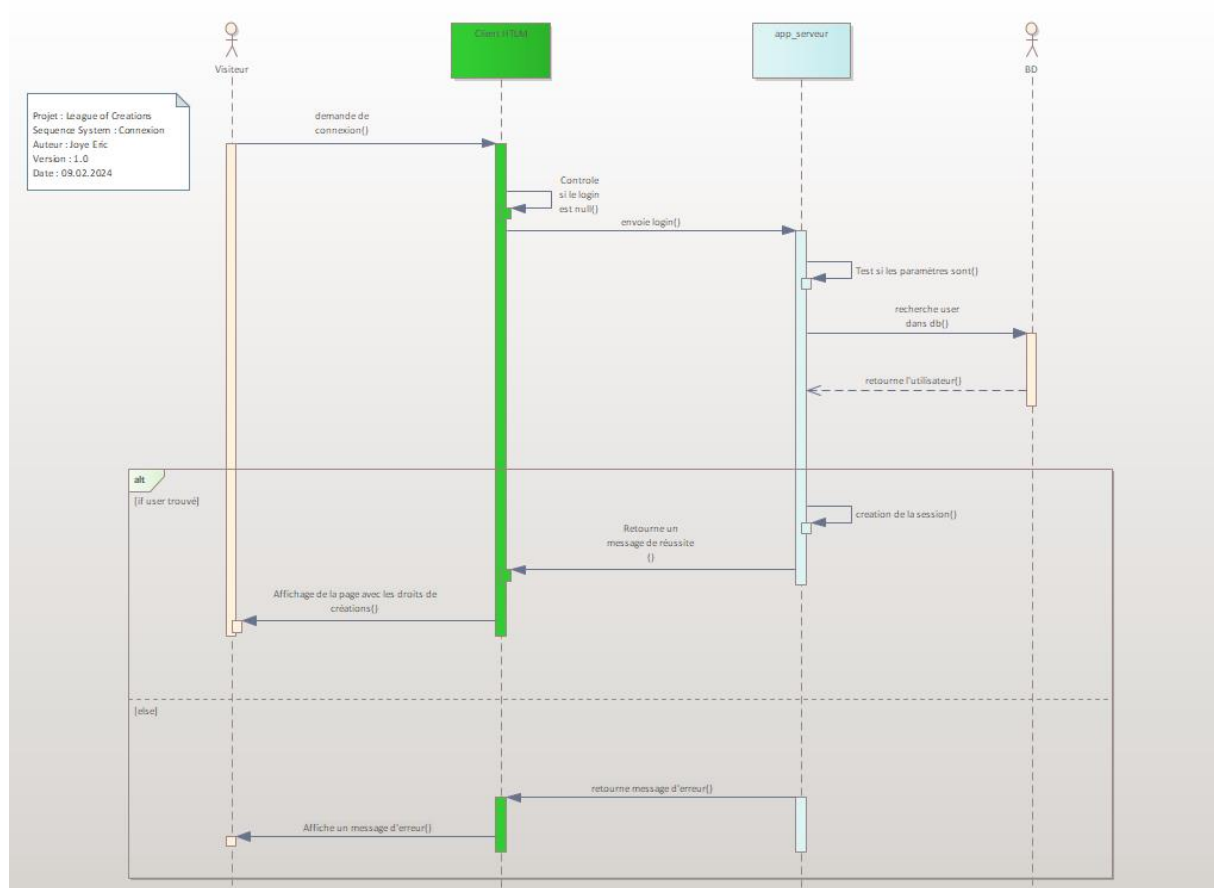 Visiteur
Client HTLM
app_serveur
BD
Projet : League of Creations
Sequence System : Connexion
Auteur : Joye Eric
Version : 1.0
Date : 09.02.2024
demande de
connexion()
Controle
si le login
est null()
envoie login()
Test si les paramètres sont()
recherche user
dans db()
retourne l'utilisateur()
alt
[if user trouvé]
creation de la session()
Retourne un
message de réussite
()
Affichage de la page avec les droits de
créations()
[else]
retourne message d'erreur()
Affiche un message d'erreur()